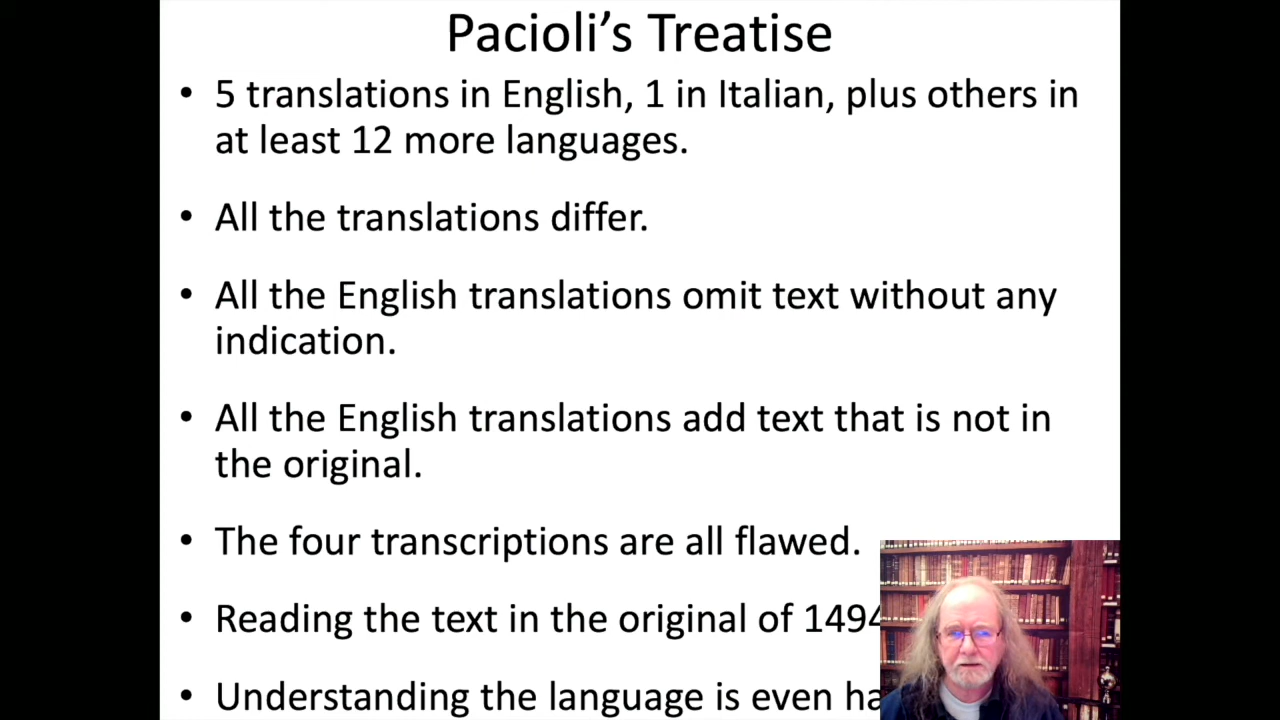 Pacioli’s Treatise
• 5 translations in English, 1 in Italian, plus others in
at least 12 more languages.
• All the translations differ.
• All the English translations omit text without any
indication.
• All the English translations add text that is not in
the original.
• The four transcriptions are all flawed.
• Reading the text in the original of 1494
• Understanding the language is even